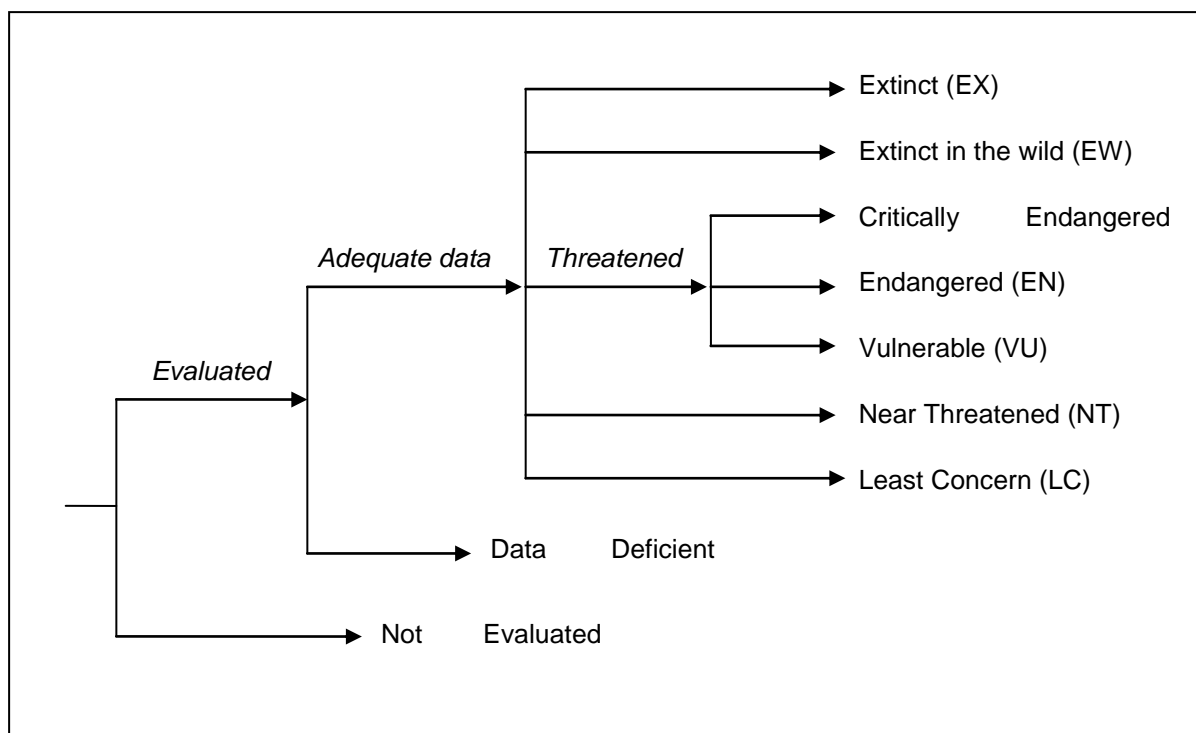 Extinct (EX)
Extinct in the wild (EW)
Critically Endangered
Adequate data
Threatened
Endangered (EN)
Vulnerable (VU)
Evaluated
Near Threatened (NT)
Least Concern (LC)
Data Deficient
Not Evaluated